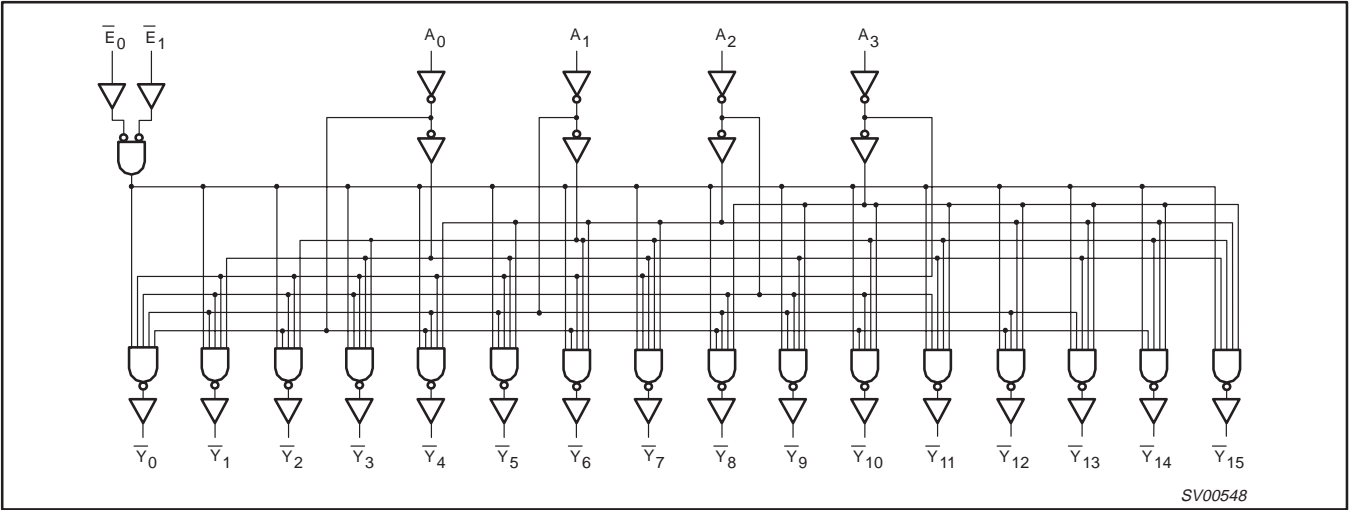 E̅0 E̅1 A0 A1 A2 A3
Y̅0 Y̅1 Y̅2 Y̅3 Y̅4 Y̅5 Y̅6 Y̅7 Y̅8 Y̅9 Y̅10 Y̅11 Y̅12 Y̅13 Y̅14 Y̅15
SV00548